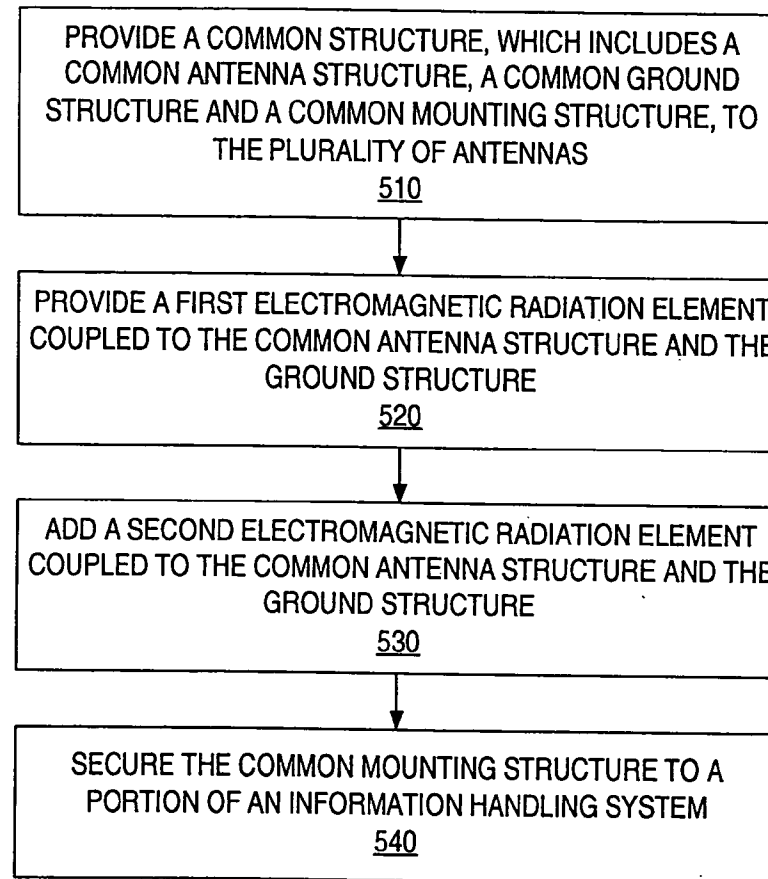 PROVIDE A COMMON STRUCTURE, WHICH INCLUDES A
COMMON ANTENNA STRUCTURE, A COMMON GROUND
STRUCTURE AND A COMMON MOUNTING STRUCTURE, TO
THE PLURALITY OF ANTENNAS
510
PROVIDE A FIRST ELECTROMAGNETIC RADIATION ELEMENT
COUPLED TO THE COMMON ANTENNA STRUCTURE AND THE
GROUND STRUCTURE
520
ADD A SECOND ELECTROMAGNETIC RADIATION ELEMENT
COUPLED TO THE COMMON ANTENNA STRUCTURE AND THE
GROUND STRUCTURE
530
SECURE THE COMMON MOUNTING STRUCTURE TO A
PORTION OF AN INFORMATION HANDLING SYSTEM
540